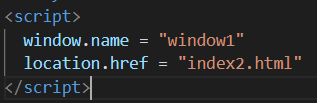 <script>
window.name = "window1"
location.href = "index2.html"
</script>